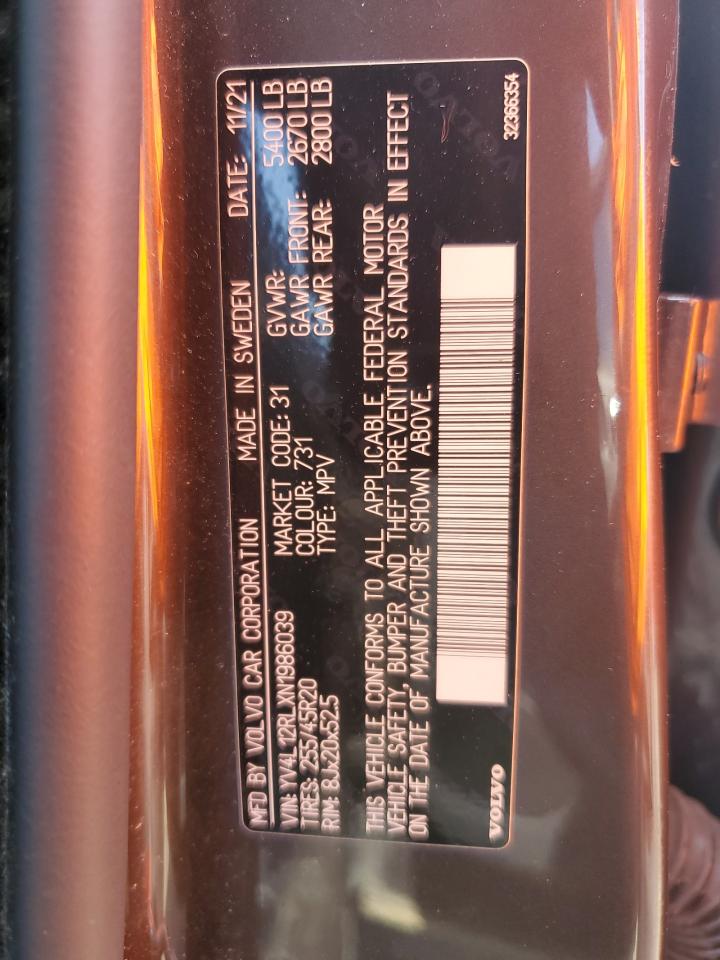 MFD BY VOLVO CAR CORPORATION MADE IN SWEDEN DATE: 11/21
VIN: YV4L12RLXN1986039 MARKET CODE: 31 GVWR: 5400 LB
TIRES: 255/45R20 COLOUR: 731 GAWR FRONT: 2670 LB
RIM: 8Jx20x52.5 TYPE: MPV GAWR REAR: 2800 LB
THIS VEHICLE CONFORMS TO ALL APPLICABLE FEDERAL MOTOR
VEHICLE SAFETY, BUMPER AND THEFT PREVENTION STANDARDS IN EFFECT
ON THE DATE OF MANUFACTURE SHOWN ABOVE.
VOLVO 32366354